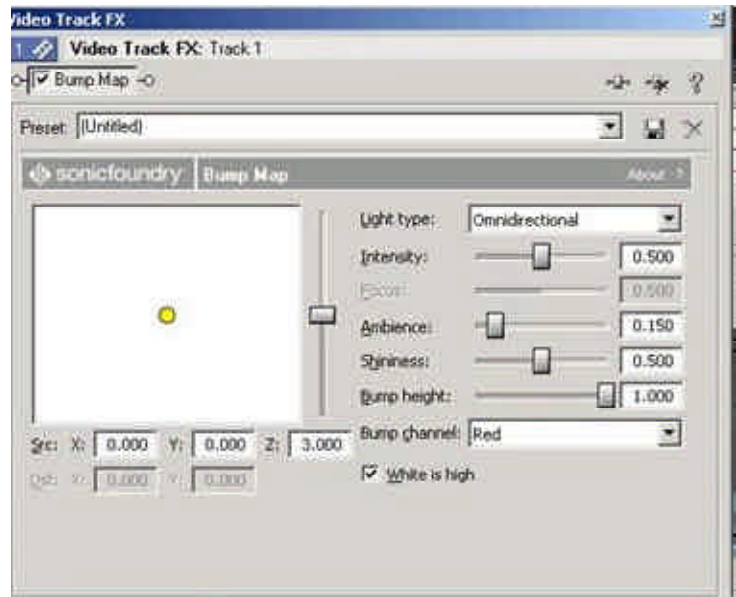 Video Track FX
1 Video Track FX: Track 1
Bump Map
?
Preset: (Untitled)
sonicfoundry Bump Map About ?
Light type: Omnidirectional
Intensity: 0.500
Focus: 0.500
Ambience: 0.150
Shininess: 0.500
Bump height: 1.000
Src: X: 0.000 Y: 0.000 Z: 3.000 Bump channel: Red
Dst: X: 0.000 Y: 0.000 White is high